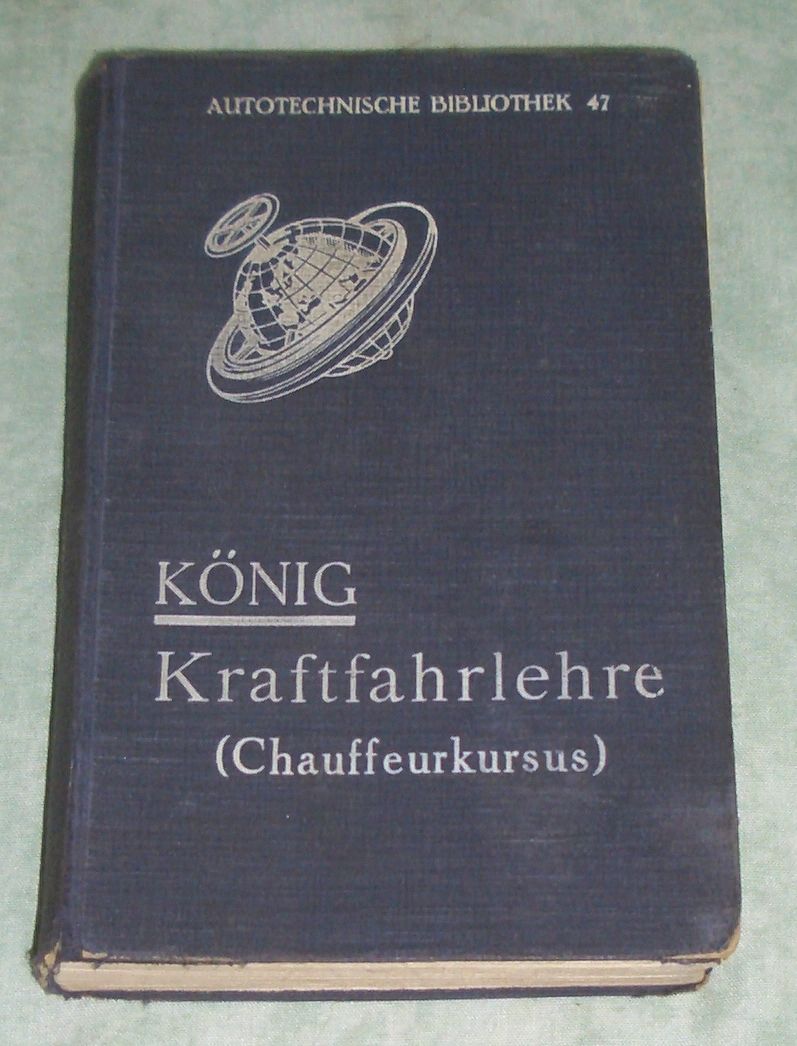 AUTOTECHNISCHE BIBLIOTHEK 47
KÖNIG
Kraftfahrlehre
(Chauffeurkursus)